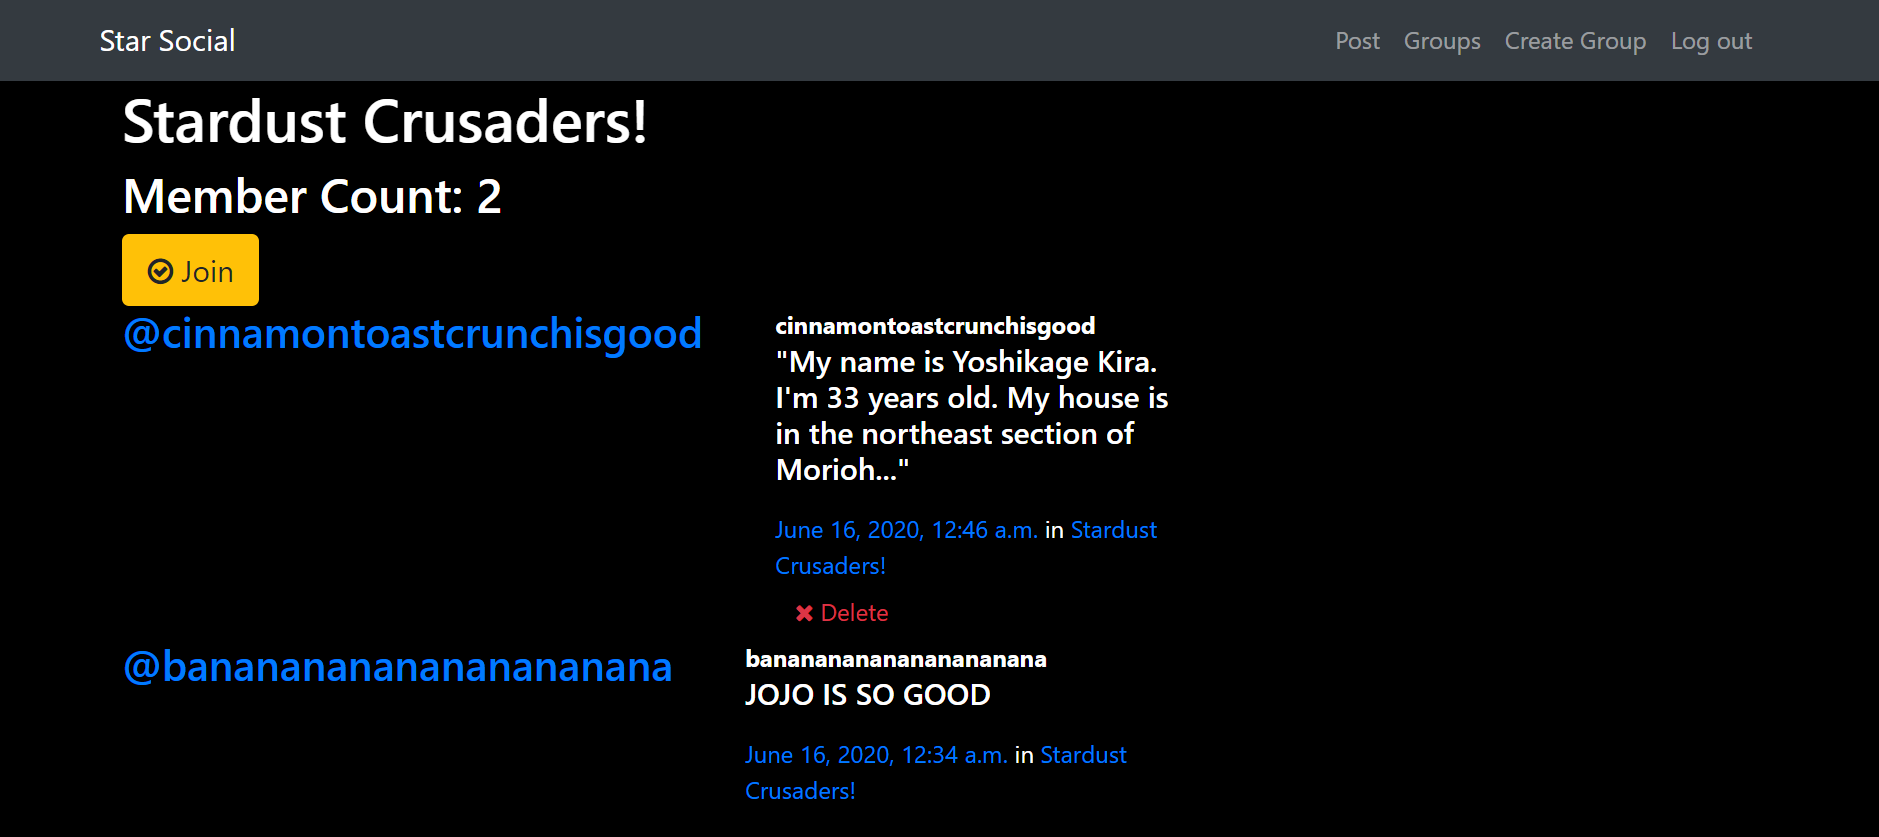 Star Social
Post Groups Create Group Log out
Stardust Crusaders!
Member Count: 2
Join
@cinnamontoastcrunchisgood
cinnamontoastcrunchisgood
"My name is Yoshikage Kira.
I'm 33 years old. My house is
in the northeast section of
Morioh..."
June 16, 2020, 12:46 a.m. in Stardust
Crusaders!
Delete
@banananananananananana
banananananananananana
JOJO IS SO GOOD
June 16, 2020, 12:34 a.m. in Stardust
Crusaders!